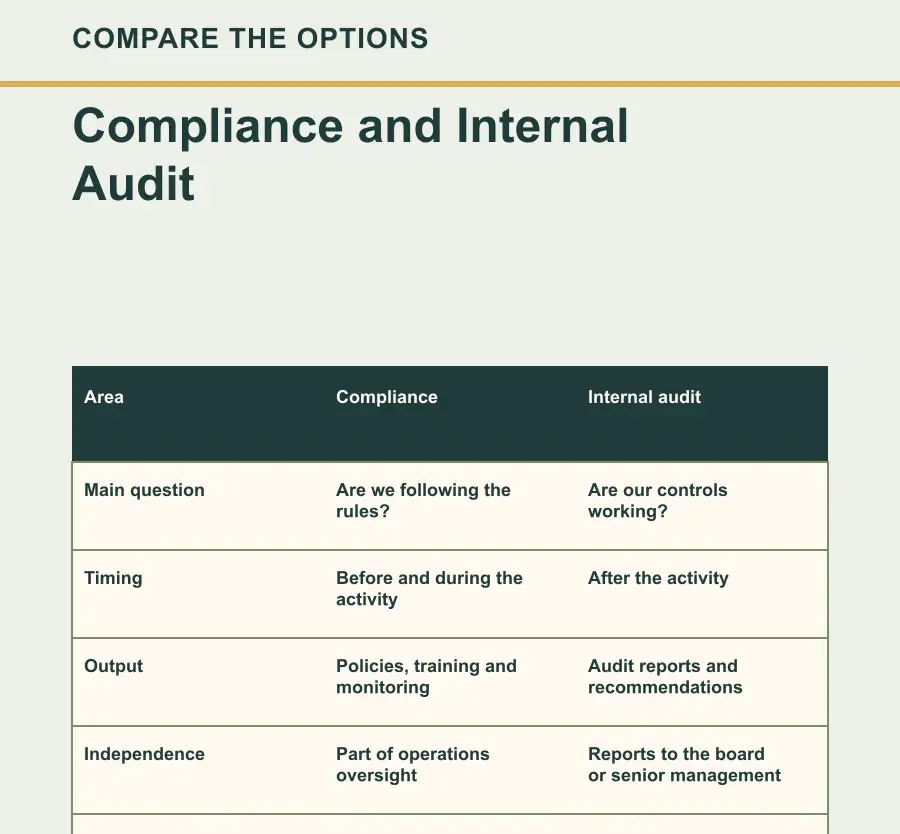 COMPARE THE OPTIONS
Compliance and Internal
Audit
Area
Compliance
Internal audit
Main question
Are we following the
rules?
Are our controls
working?
Timing
Before and during the
activity
After the activity
Output
Policies, training and
monitoring
Audit reports and
recommendations
Independence
Part of operations
oversight
Reports to the board
or senior management